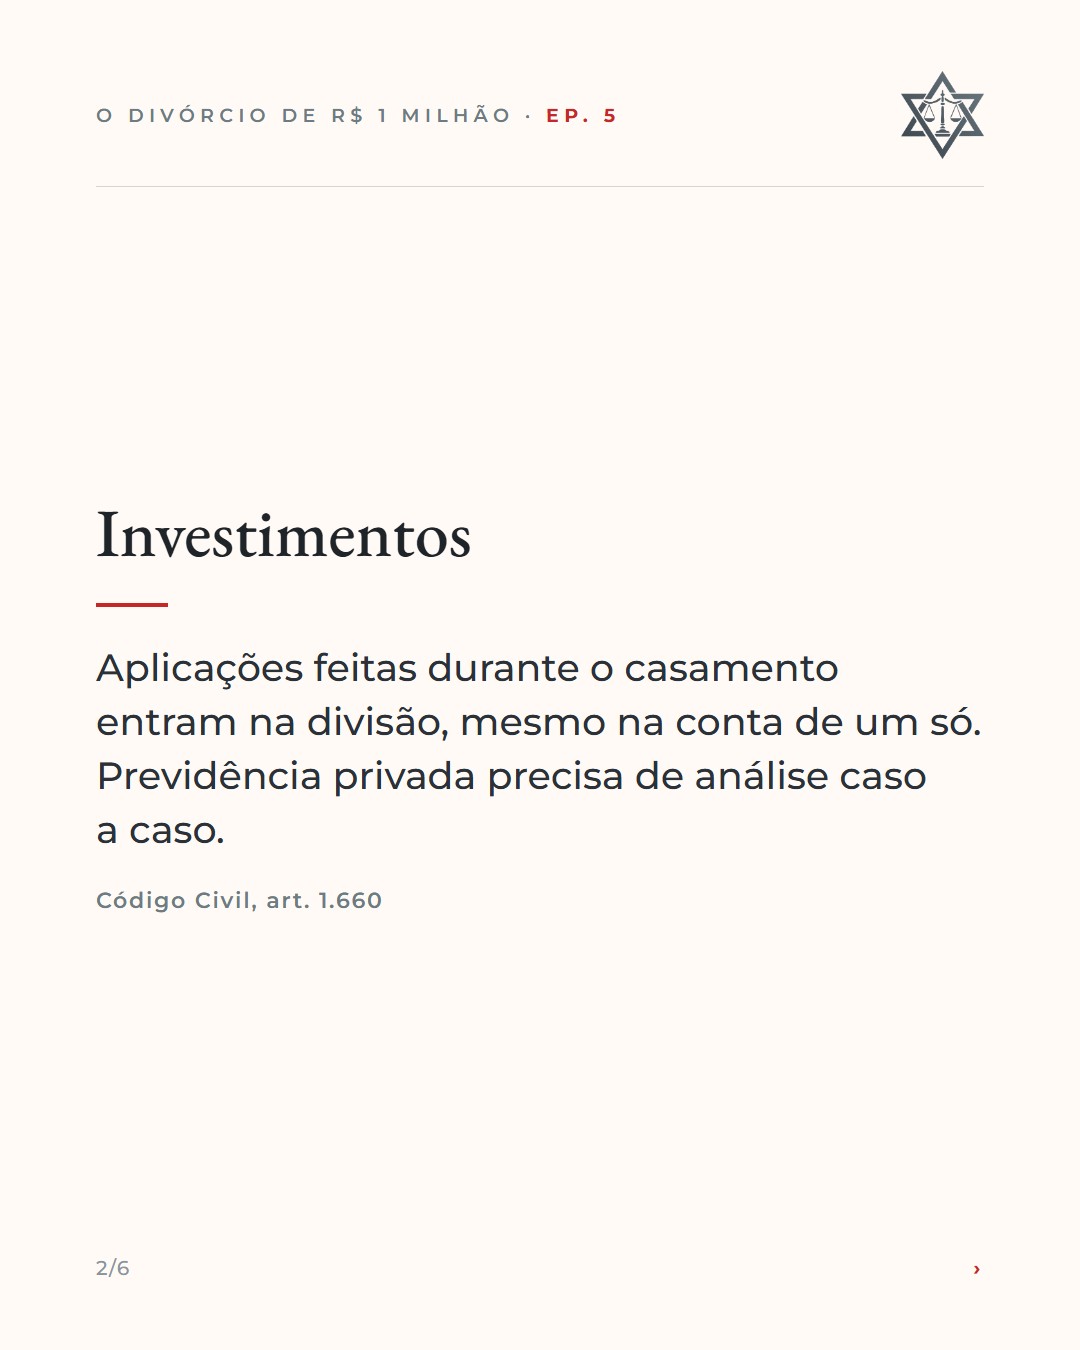 O DIVÓRCIO DE R$ 1 MILHÃO · EP. 5
Investimentos
Aplicações feitas durante o casamento
entram na divisão, mesmo na conta de um só.
Previdência privada precisa de análise caso
a caso.
Código Civil, art. 1.660
2/6
›